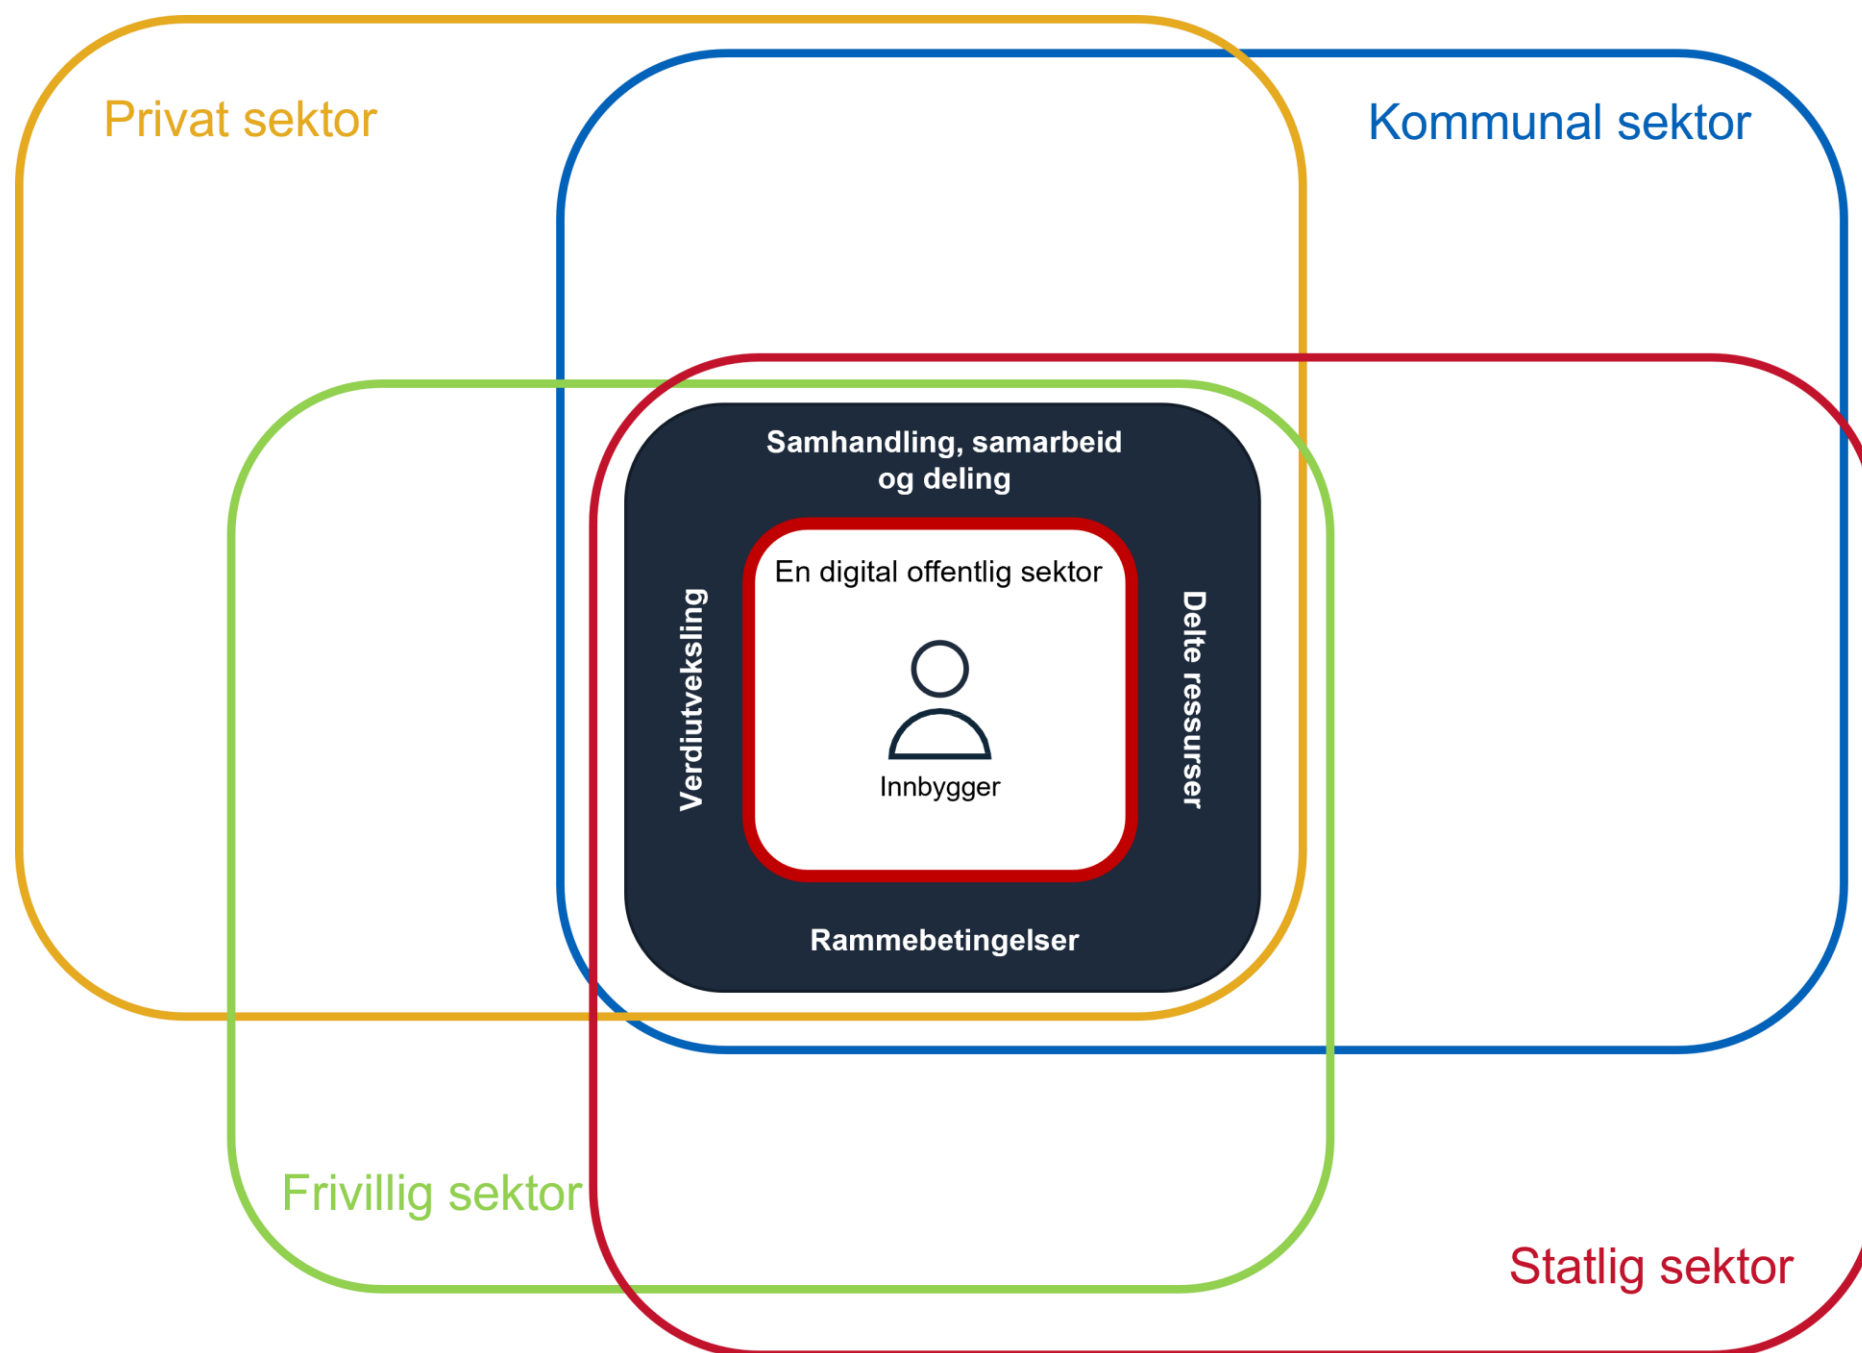 Privat sektor
Kommunal sektor
Samhandling, samarbeid
og deling
En digital offentlig sektor
Verdiutveksling
Delte ressurser
Innbygger
Rammebetingelser
Frivillig sektor
Statlig sektor